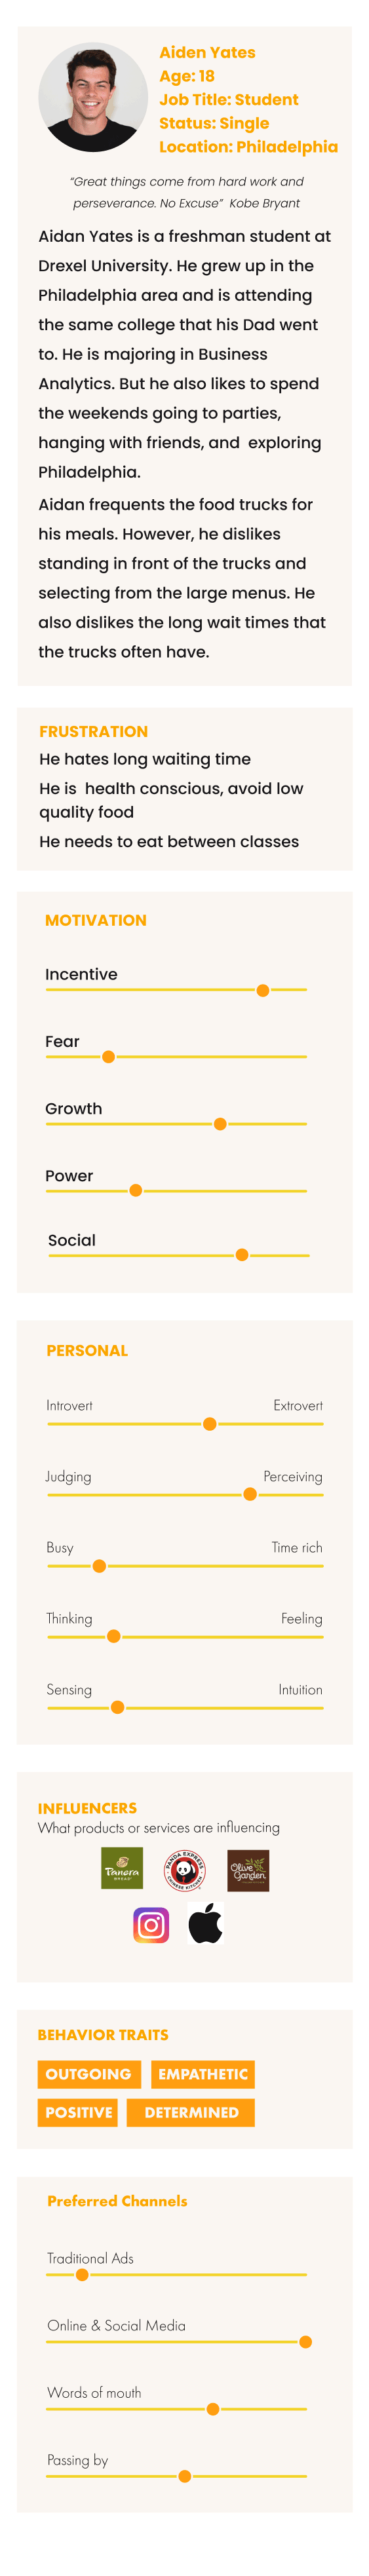 Aiden Yates
Age: 18
Job Title: Student
Status: Single
Location: Philadelphia
“Great things come from hard work and
perseverance. No Excuse”  Kobe Bryant
Aidan Yates is a freshman student at
Drexel University. He grew up in the
Philadelphia area and is attending
the same college that his Dad went
to. He is majoring in Business
Analytics. But he also likes to spend
the weekends going to parties,
hanging with friends, and  exploring
Philadelphia.
Aidan frequents the food trucks for
his meals. However, he dislikes
standing in front of the trucks and
selecting from the large menus. He
also dislikes the long wait times that
the trucks often have.
FRUSTRATION
He hates long waiting time
He is  health conscious, avoid low
quality food
He needs to eat between classes
MOTIVATION
Incentive
Fear
Growth
Power
Social
PERSONAL
Introvert Extrovert
Judging Perceiving
Busy Time rich
Thinking Feeling
Sensing Intuition
INFLUENCERS
What products or services are influencing
Panera
BREAD
PANDA EXPRESS
CHINESE KITCHEN
Olive
Garden
BEHAVIOR TRAITS
OUTGOING EMPATHETIC
POSITIVE DETERMINED
Preferred Channels
Traditional Ads
Online & Social Media
Words of mouth
Passing by